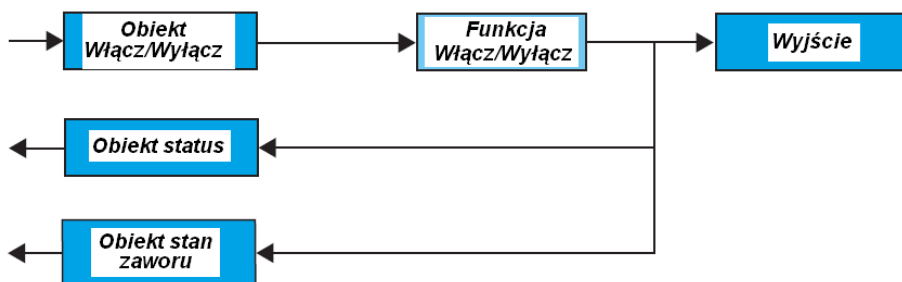 Obiekt
Włącz/Wyłącz
Funkcja
Włącz/Wyłącz
Wyjście
Obiekt status
Obiekt stan
zaworu